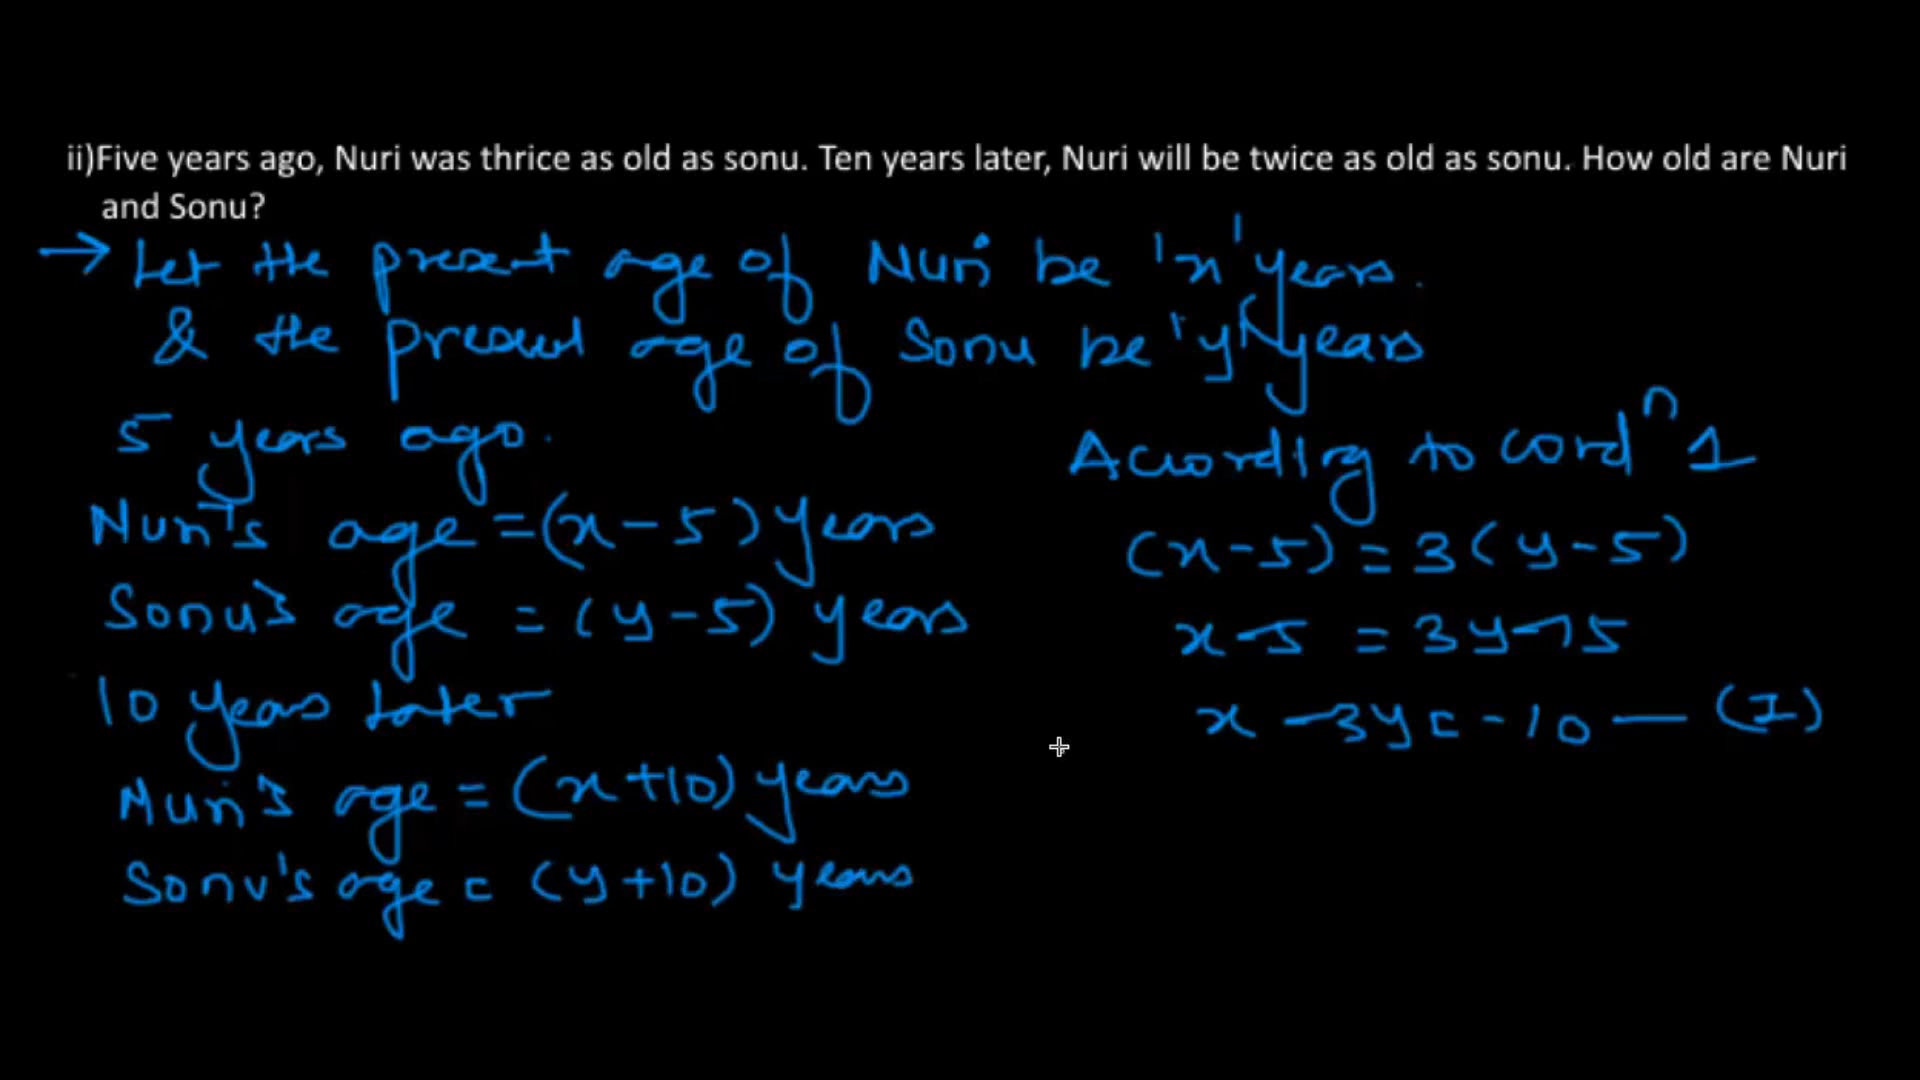 ii)Five years ago, Nuri was thrice as old as sonu. Ten years later, Nuri will be twice as old as sonu. How old are Nuri
and Sonu?
→ Let the present age of Nuri be 'x' years.
& the present age of Sonu be 'y' years
5 years ago.
Nuri's age = (x-5) years
Sonu's age = (y-5) years
10 years later
Nuri's age = (x+10) years
Sonu's age = (y+10) years
Acording to cond^n 1
(x-5) = 3(y-5)
x-5 = 3y-15
x-3y = -10 — (I)